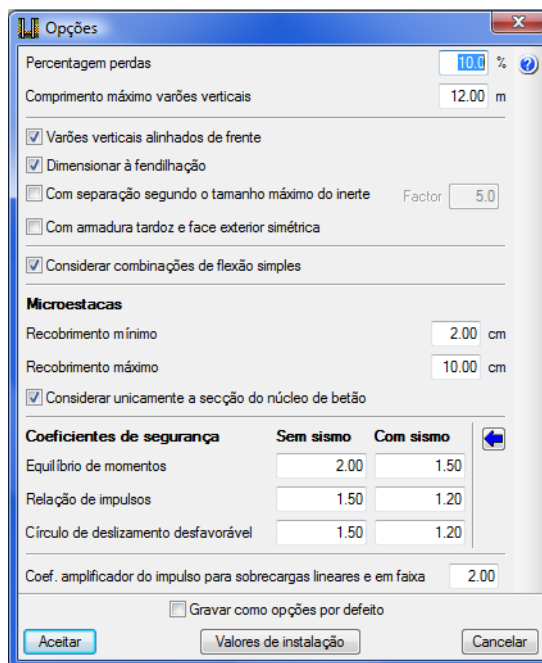 Opções
Percentagem perdas 10.0 %
Comprimento máximo varões verticais 12.00 m
Varões verticais alinhados de frente
Dimensionar à fendilhação
Com separação segundo o tamanho máximo do inerte Factor 5.0
Com armadura tardoz e face exterior simétrica
Considerar combinações de flexão simples
Microestacas
Recobrimento mínimo 2.00 cm
Recobrimento máximo 10.00 cm
Considerar unicamente a secção do núcleo de betão
Coeficientes de segurança Sem sismo Com sismo
Equilíbrio de momentos 2.00 1.50
Relação de impulsos 1.50 1.20
Círculo de deslizamento desfavorável 1.50 1.20
Coef. amplificador do impulso para sobrecargas lineares e em faixa 2.00
Gravar como opções por defeito
Aceitar Valores de instalação Cancelar